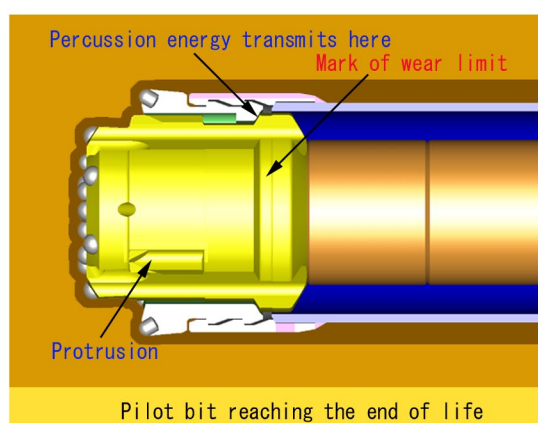 Percussion energy transmits here
Mark of wear limit
Protrusion
Pilot bit reaching the end of life